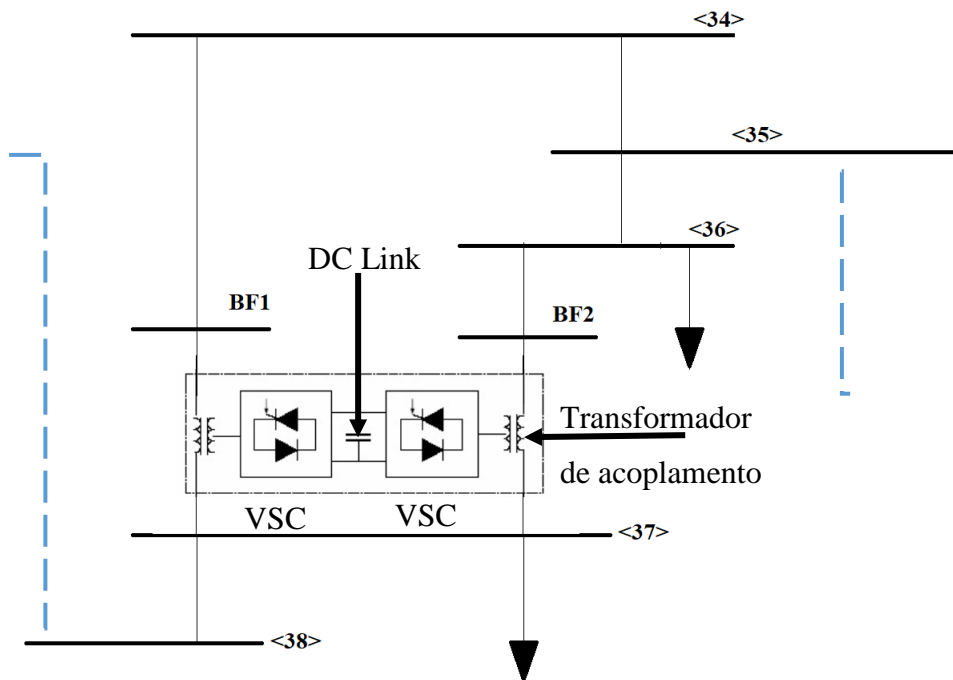 <34>
<35>
<36>
DC Link
BF1
BF2
Transformador
de acoplamento
VSC
VSC
<37>
<38>